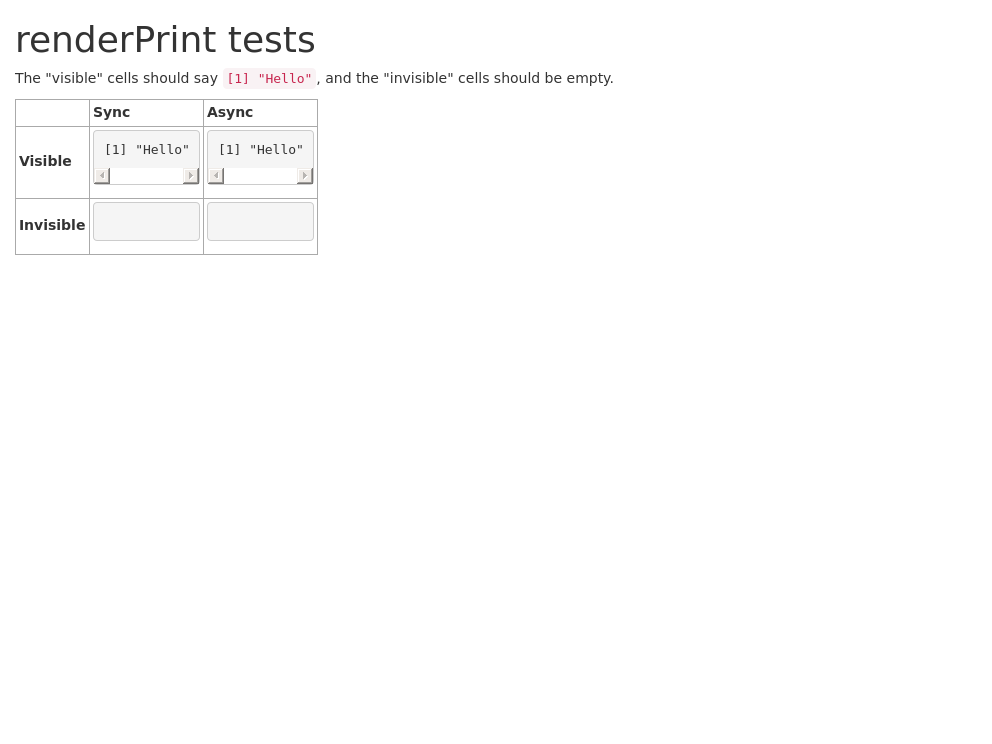 renderPrint tests
The "visible" cells should say [1] "Hello", and the "invisible" cells should be empty.
Sync Async
Visible [1] "Hello" [1] "Hello"
Invisible